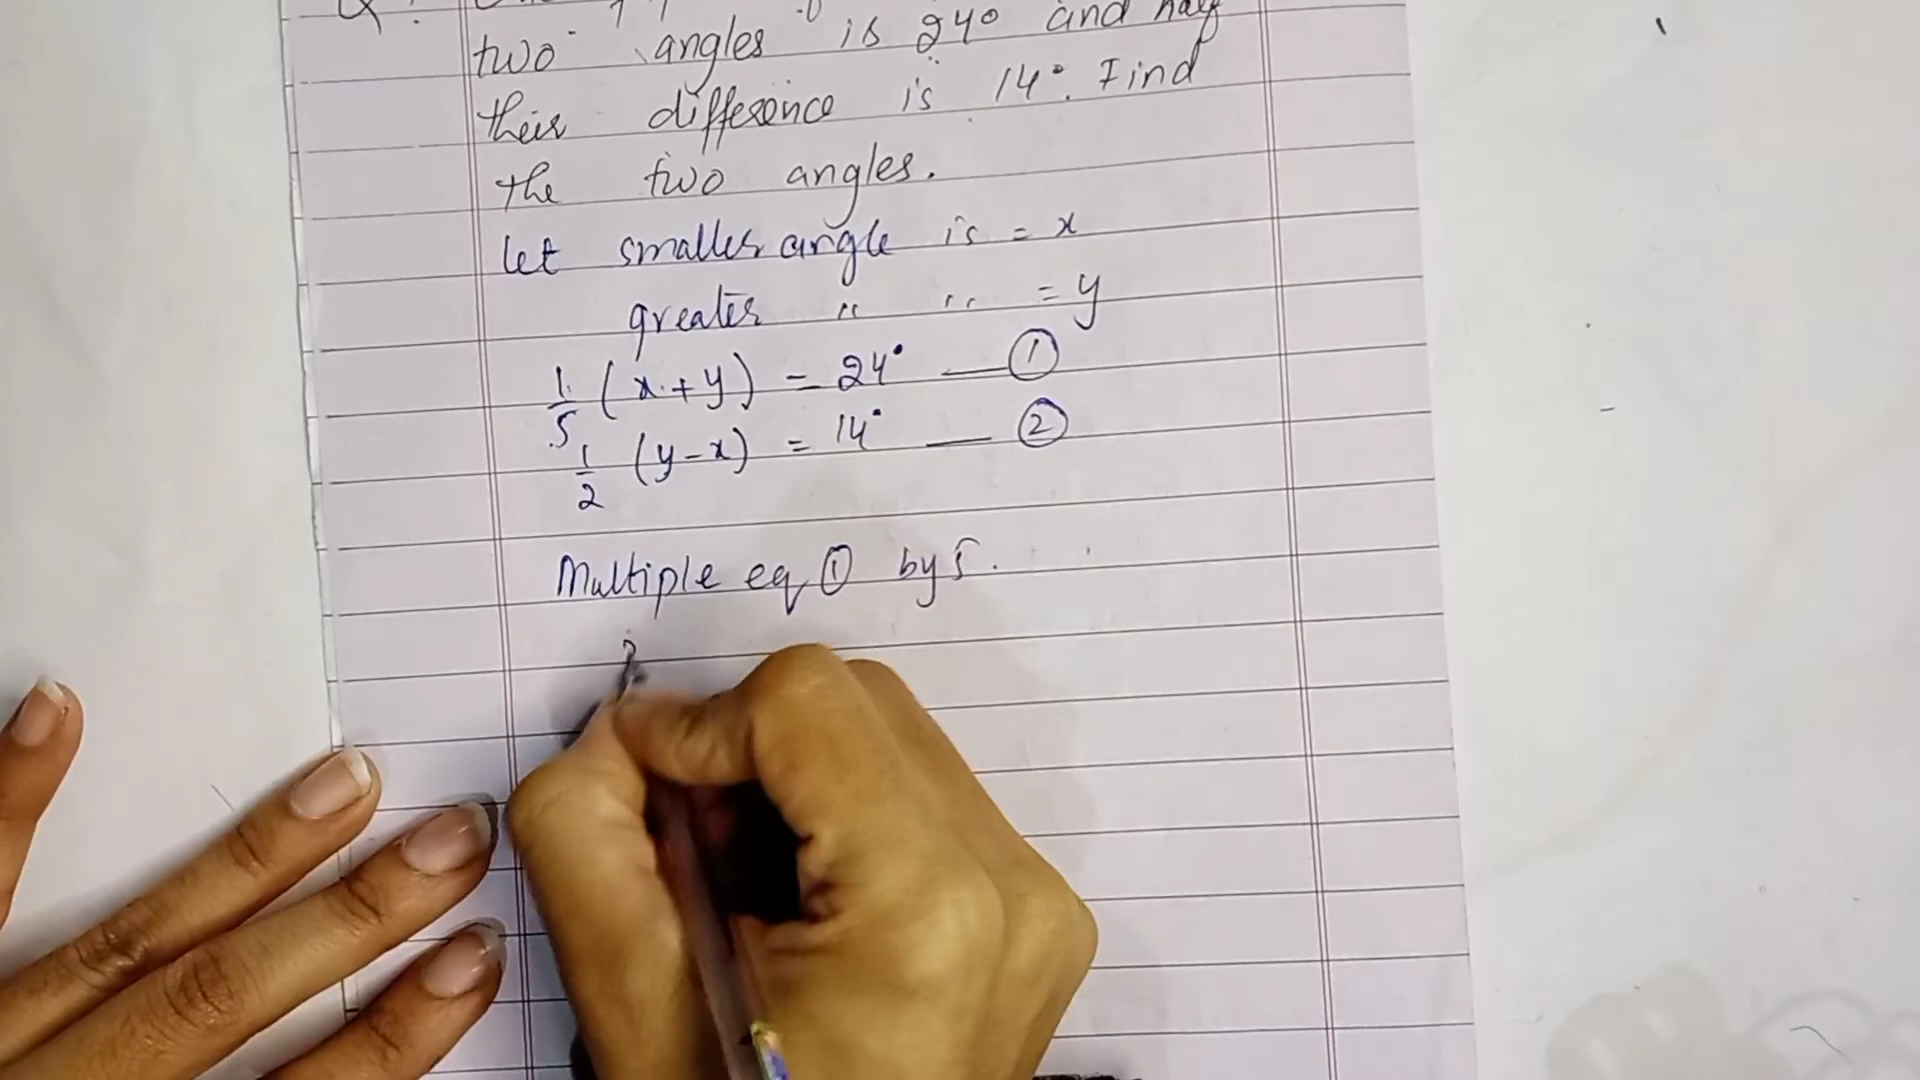 two angles is 24° and half
their difference is 14°. Find
the two angles.
let smaller angle is = x
greater " " = y
1/5 (x+y) = 24° — ①
1/2 (y-x) = 14° — ②
Multiple eq ① by 5.